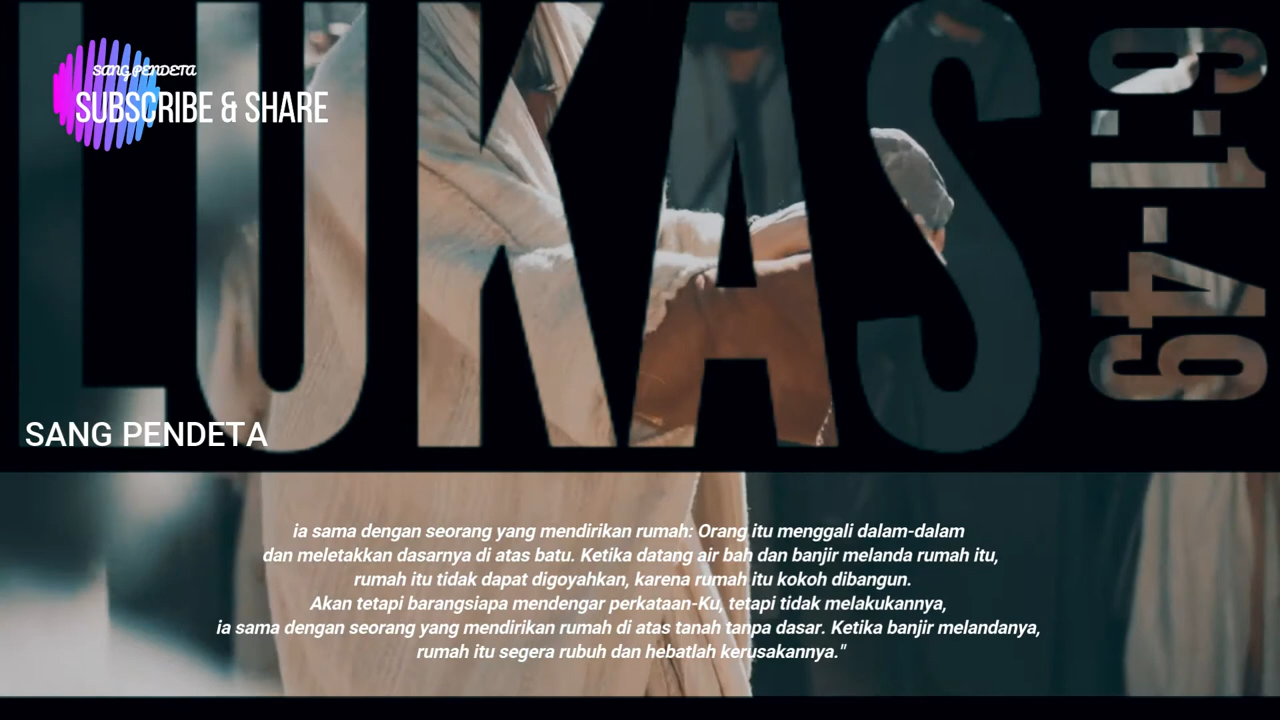 LUKAS
6:1-49
SANG PENDETA
SUBSCRIBE & SHARE
SANG PENDETA
ia sama dengan seorang yang mendirikan rumah: Orang itu menggali dalam-dalam
dan meletakkan dasarnya di atas batu. Ketika datang air bah dan banjir melanda rumah itu,
rumah itu tidak dapat digoyahkan, karena rumah itu kokoh dibangun.
Akan tetapi barangsiapa mendengar perkataan-Ku, tetapi tidak melakukannya,
ia sama dengan seorang yang mendirikan rumah di atas tanah tanpa dasar. Ketika banjir melandanya,
rumah itu segera rubuh dan hebatlah kerusakannya."